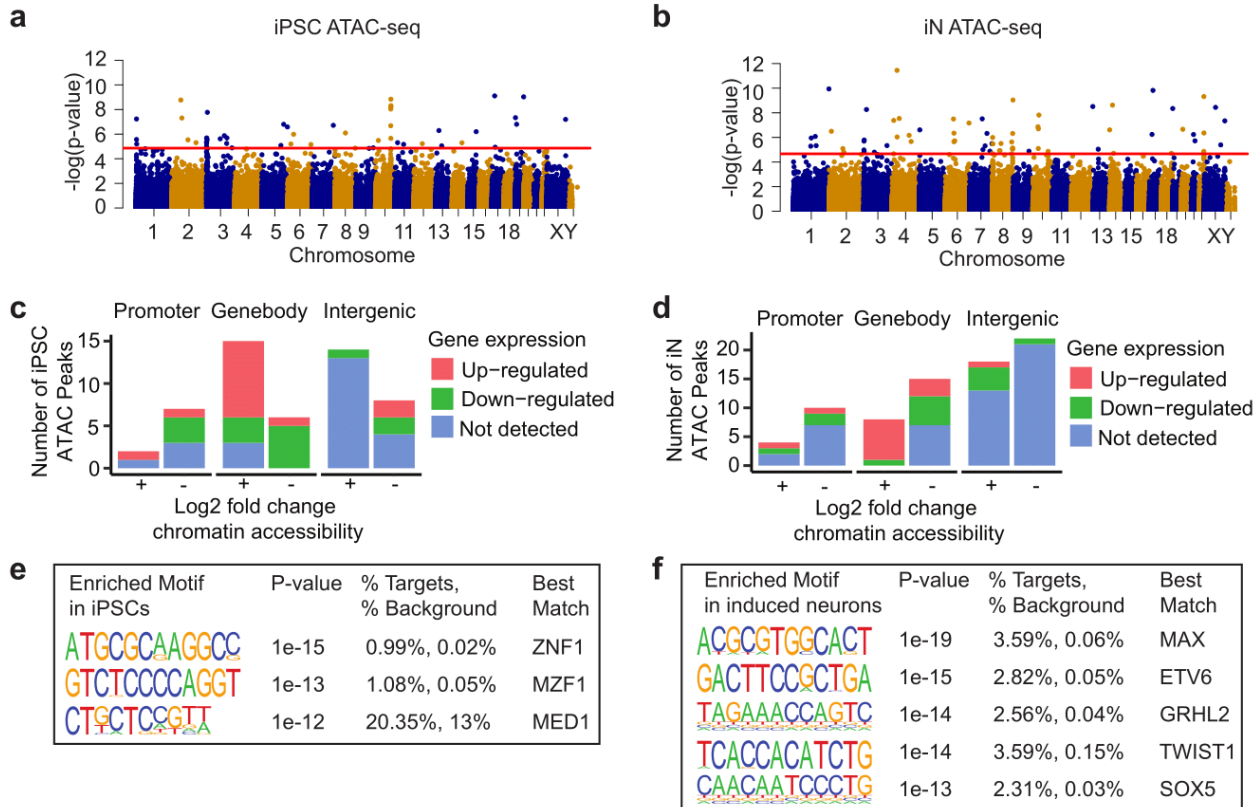 a
iPSC ATAC-seq
12
10
8
6
4
2
0
-log(p-value)
1 2 3 4 5 6 7 8 9 11 13 15 18 XY
Chromosome
b
iN ATAC-seq
12
10
8
6
4
2
0
-log(p-value)
1 2 3 4 5 6 7 8 9 11 13 15 18 XY
Chromosome
c
Promoter Genebody Intergenic
15
10
5
0
Number of iPSC
ATAC Peaks
+ - + - + -
Log2 fold change
chromatin accessibility
Gene expression
Up-regulated
Down-regulated
Not detected
d
Promoter Genebody Intergenic
20
15
10
5
0
Number of iN
ATAC Peaks
+ - + - + -
Log2 fold change
chromatin accessibility
Gene expression
Up-regulated
Down-regulated
Not detected
e
Enriched Motif P-value % Targets, Best
in iPSCs % Background Match
ATGCGCAAGGCC 1e-15 0.99%, 0.02% ZNF1
GTCTCCCCAGGT 1e-13 1.08%, 0.05% MZF1
CTGCTCCGTT 1e-12 20.35%, 13% MED1
f
Enriched Motif P-value % Targets, Best
in induced neurons % Background Match
ACGCGTGGCACT 1e-19 3.59%, 0.06% MAX
GACTTCCGCTGA 1e-15 2.82%, 0.05% ETV6
TAGAAACCAGTC 1e-14 2.56%, 0.04% GRHL2
TCACCACATCTG 1e-14 3.59%, 0.15% TWIST1
CAACAATCCCTG 1e-13 2.31%, 0.03% SOX5